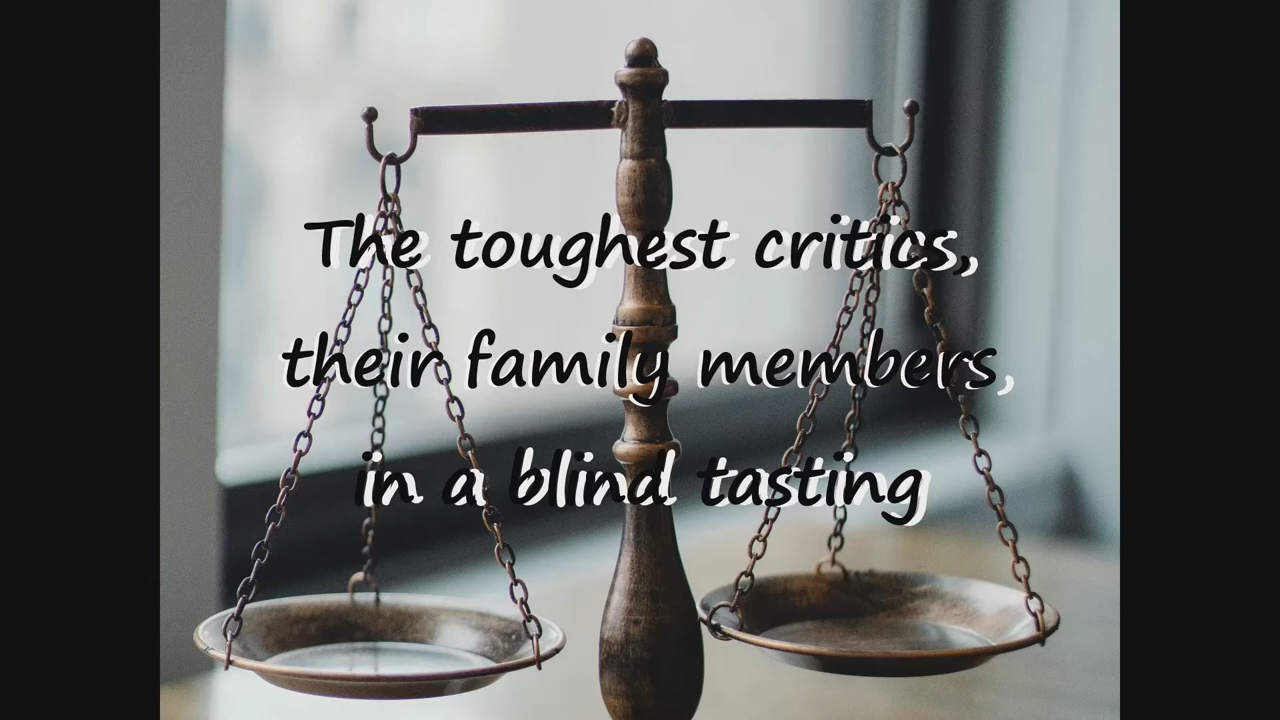 The toughest critics,
their family members,
in a blind tasting